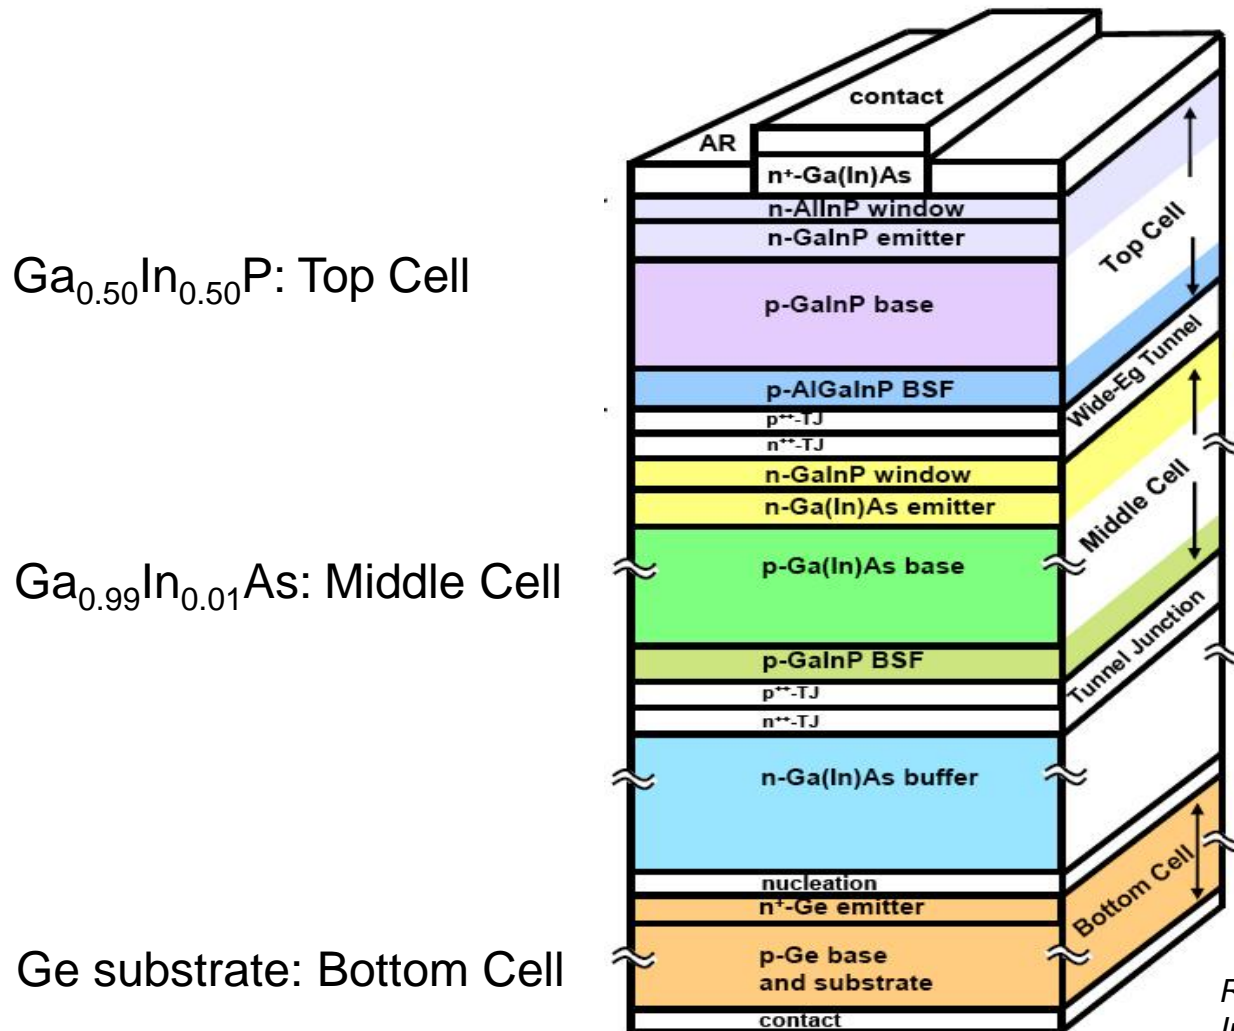 contact
AR
n⁺-Ga(In)As
n-AlInP window
n-GaInP emitter
Top Cell
Ga₀.₅₀In₀.₅₀P: Top Cell
p-GaInP base
p-AlGaInP BSF
Wide-Eg Tunnel
p⁺⁺-TJ
n⁺⁺-TJ
n-GaInP window
n-Ga(In)As emitter
Middle Cell
Ga₀.₉₉In₀.₀₁As: Middle Cell
p-Ga(In)As base
p-GaInP BSF
Tunnel Junction
p⁺⁺-TJ
n⁺⁺-TJ
n-Ga(In)As buffer
nucleation
n⁺-Ge emitter
Bottom Cell
Ge substrate: Bottom Cell
p-Ge base
and substrate
contact